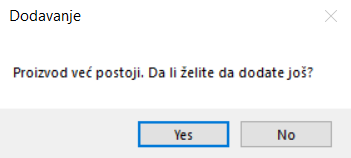 Dodavanje
Proizvod već postoji. Da li želite da dodate još?
Yes
No